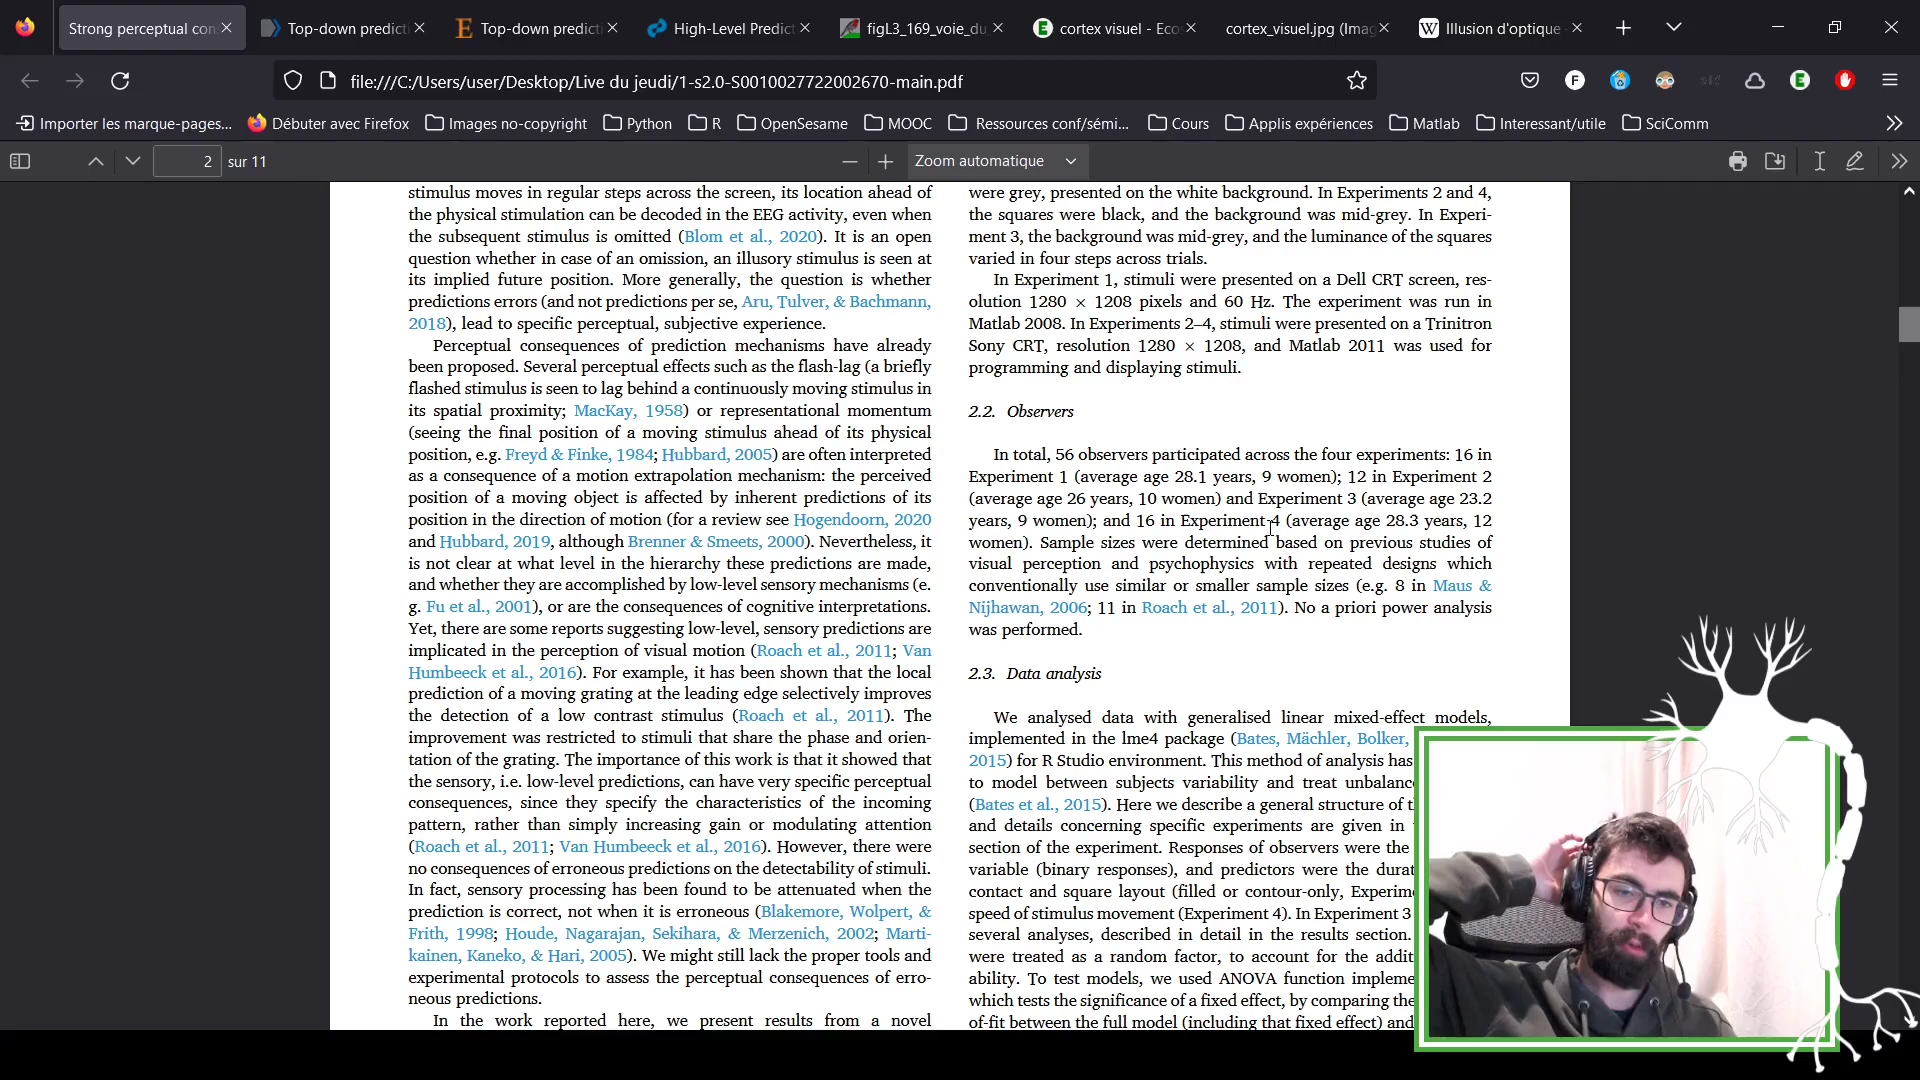 Strong perceptual con
Top-down predicti
Top-down predicti
High-Level Predict
figL3_169_voie_du
cortex visuel - Eco
cortex_visuel.jpg (Imag
Illusion d'optique
file:///C:/Users/user/Desktop/Live du jeudi/1-s2.0-S0010027722002670-main.pdf
Importer les marque-pages...
Débuter avec Firefox
Images no-copyright
Python
R
OpenSesame
MOOC
Ressources conf/sémi...
Cours
Applis expériences
Matlab
Interessant/utile
SciComm
2
sur 11
Zoom automatique
stimulus moves in regular steps across the screen, its location ahead of
the physical stimulation can be decoded in the EEG activity, even when
the subsequent stimulus is omitted (Blom et al., 2020). It is an open
question whether in case of an omission, an illusory stimulus is seen at
its implied future position. More generally, the question is whether
predictions errors (and not predictions per se, Aru, Tulver, & Bachmann,
2018), lead to specific perceptual, subjective experience.
Perceptual consequences of prediction mechanisms have already
been proposed. Several perceptual effects such as the flash-lag (a briefly
flashed stimulus is seen to lag behind a continuously moving stimulus in
its spatial proximity; MacKay, 1958) or representational momentum
(seeing the final position of a moving stimulus ahead of its physical
position, e.g. Freyd & Finke, 1984; Hubbard, 2005) are often interpreted
as a consequence of a motion extrapolation mechanism: the perceived
position of a moving object is affected by inherent predictions of its
position in the direction of motion (for a review see Hogendoorn, 2020
and Hubbard, 2019, although Brenner & Smeets, 2000). Nevertheless, it
is not clear at what level in the hierarchy these predictions are made,
and whether they are accomplished by low-level sensory mechanisms (e.
g. Fu et al., 2001), or are the consequences of cognitive interpretations.
Yet, there are some reports suggesting low-level, sensory predictions are
implicated in the perception of visual motion (Roach et al., 2011; Van
Humbeeck et al., 2016). For example, it has been shown that the local
prediction of a moving grating at the leading edge selectively improves
the detection of a low contrast stimulus (Roach et al., 2011). The
improvement was restricted to stimuli that share the phase and orien-
tation of the grating. The importance of this work is that it showed that
the sensory, i.e. low-level predictions, can have very specific perceptual
consequences, since they specify the characteristics of the incoming
pattern, rather than simply increasing gain or modulating attention
(Roach et al., 2011; Van Humbeeck et al., 2016). However, there were
no consequences of erroneous predictions on the detectability of stimuli.
In fact, sensory processing has been found to be attenuated when the
prediction is correct, not when it is erroneous (Blakemore, Wolpert, &
Frith, 1998; Houde, Nagarajan, Sekihara, & Merzenich, 2002; Marti-
kainen, Kaneko, & Hari, 2005). We might still lack the proper tools and
experimental protocols to assess the perceptual consequences of erro-
neous predictions.
In the work reported here, we present results from a novel
were grey, presented on the white background. In Experiments 2 and 4,
the squares were black, and the background was mid-grey. In Experi-
ment 3, the background was mid-grey, and the luminance of the squares
varied in four steps across trials.
In Experiment 1, stimuli were presented on a Dell CRT screen, res-
olution 1280 × 1208 pixels and 60 Hz. The experiment was run in
Matlab 2008. In Experiments 2–4, stimuli were presented on a Trinitron
Sony CRT, resolution 1280 × 1208, and Matlab 2011 was used for
programming and displaying stimuli.
2.2. Observers
In total, 56 observers participated across the four experiments: 16 in
Experiment 1 (average age 28.1 years, 9 women); 12 in Experiment 2
(average age 26 years, 10 women) and Experiment 3 (average age 23.2
years, 9 women); and 16 in Experiment 4 (average age 28.3 years, 12
women). Sample sizes were determined based on previous studies of
visual perception and psychophysics with repeated designs which
conventionally use similar or smaller sample sizes (e.g. 8 in Maus &
Nijhawan, 2006; 11 in Roach et al., 2011). No a priori power analysis
was performed.
2.3. Data analysis
We analysed data with generalised linear mixed-effect models,
implemented in the lme4 package (Bates, Mächler, Bolker,
2015) for R Studio environment. This method of analysis has
to model between subjects variability and treat unbalanc
(Bates et al., 2015). Here we describe a general structure of t
and details concerning specific experiments are given in
section of the experiment. Responses of observers were the
variable (binary responses), and predictors were the durat
contact and square layout (filled or contour-only, Experime
speed of stimulus movement (Experiment 4). In Experiment 3
several analyses, described in detail in the results section.
were treated as a random factor, to account for the addit
ability. To test models, we used ANOVA function impleme
which tests the significance of a fixed effect, by comparing the
of-fit between the full model (including that fixed effect) and